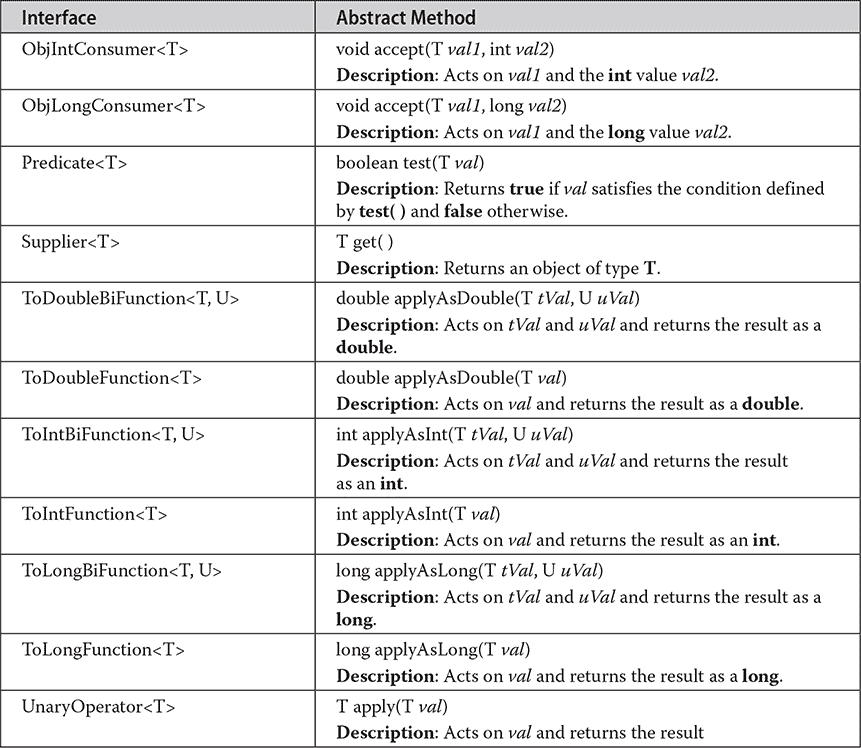 Interface Abstract Method
ObjIntConsumer<T> void accept(T val1, int val2)
Description: Acts on val1 and the int value val2.
ObjLongConsumer<T> void accept(T val1, long val2)
Description: Acts on val1 and the long value val2.
Predicate<T> boolean test(T val)
Description: Returns true if val satisfies the condition defined
by test( ) and false otherwise.
Supplier<T> T get( )
Description: Returns an object of type T.
ToDoubleBiFunction<T, U> double applyAsDouble(T tVal, U uVal)
Description: Acts on tVal and uVal and returns the result as a
double.
ToDoubleFunction<T> double applyAsDouble(T val)
Description: Acts on val and returns the result as a double.
ToIntBiFunction<T, U> int applyAsInt(T tVal, U uVal)
Description: Acts on tVal and uVal and returns the result
as an int.
ToIntFunction<T> int applyAsInt(T val)
Description: Acts on val and returns the result as an int.
ToLongBiFunction<T, U> long applyAsLong(T tVal, U uVal)
Description: Acts on tVal and uVal and returns the result as a
long.
ToLongFunction<T> long applyAsLong(T val)
Description: Acts on val and returns the result as a long.
UnaryOperator<T> T apply(T val)
Description: Acts on val and returns the result